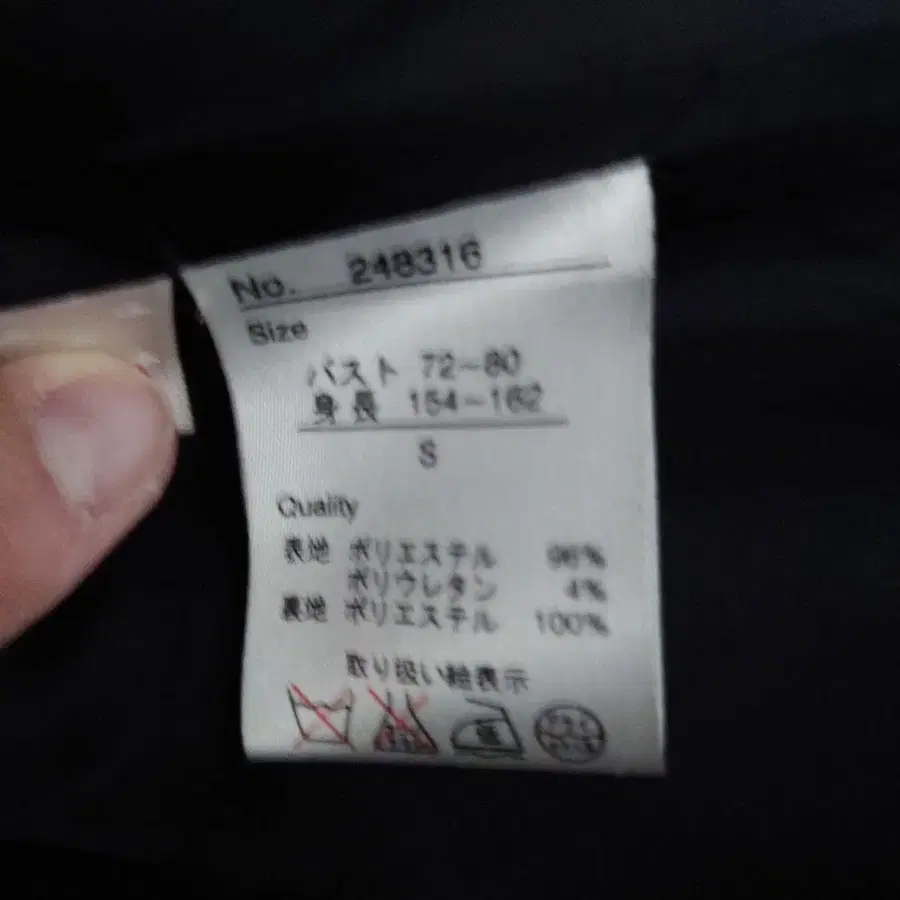 No. 248316
Size
バスト 72-80
身長 154-162
S
Quality
表地 ポリエステル 96%
ポリウレタン 4%
裏地 ポリエステル 100%
取り扱い絵表示